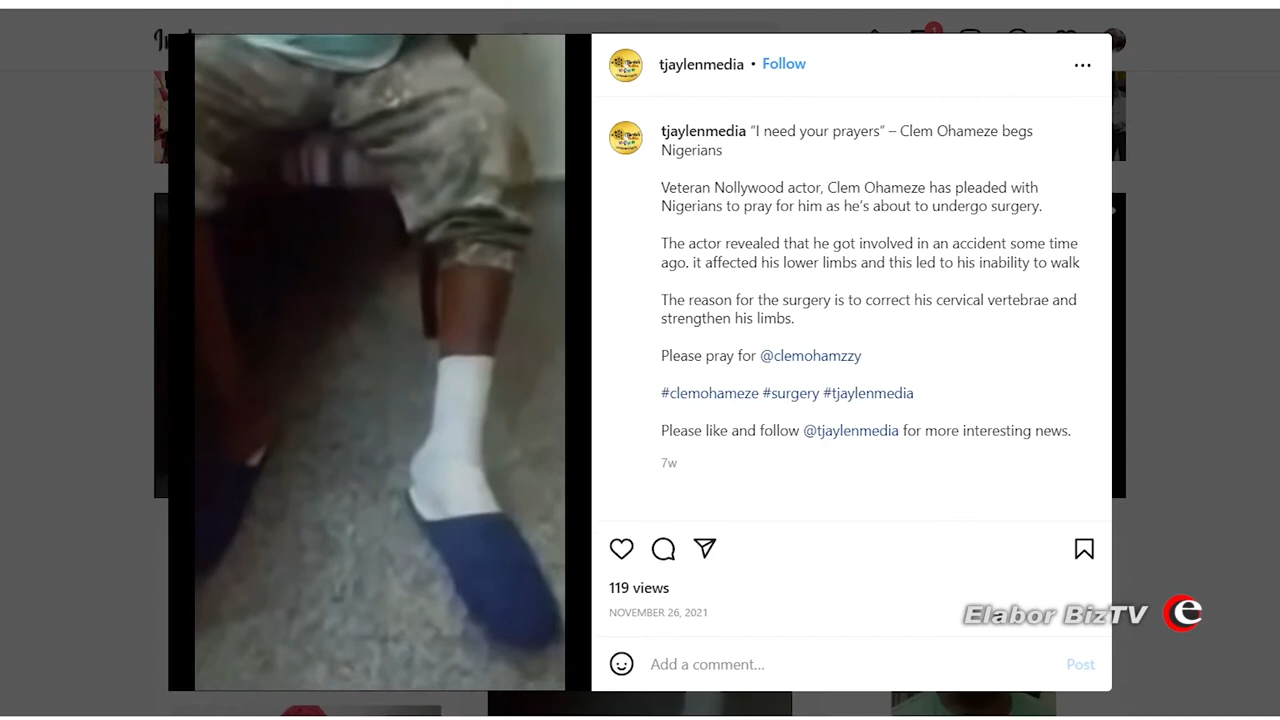 tjaylenmedia • Follow
tjaylenmedia "I need your prayers" – Clem Ohameze begs
Nigerians
Veteran Nollywood actor, Clem Ohameze has pleaded with
Nigerians to pray for him as he's about to undergo surgery.
The actor revealed that he got involved in an accident some time
ago. it affected his lower limbs and this led to his inability to walk
The reason for the surgery is to correct his cervical vertebrae and
strengthen his limbs.
Please pray for @clemohamzzy
#clemohameze #surgery #tjaylenmedia
Please like and follow @tjaylenmedia for more interesting news.
7w
119 views
NOVEMBER 26, 2021
Elabor BizTV e
Add a comment...
Post